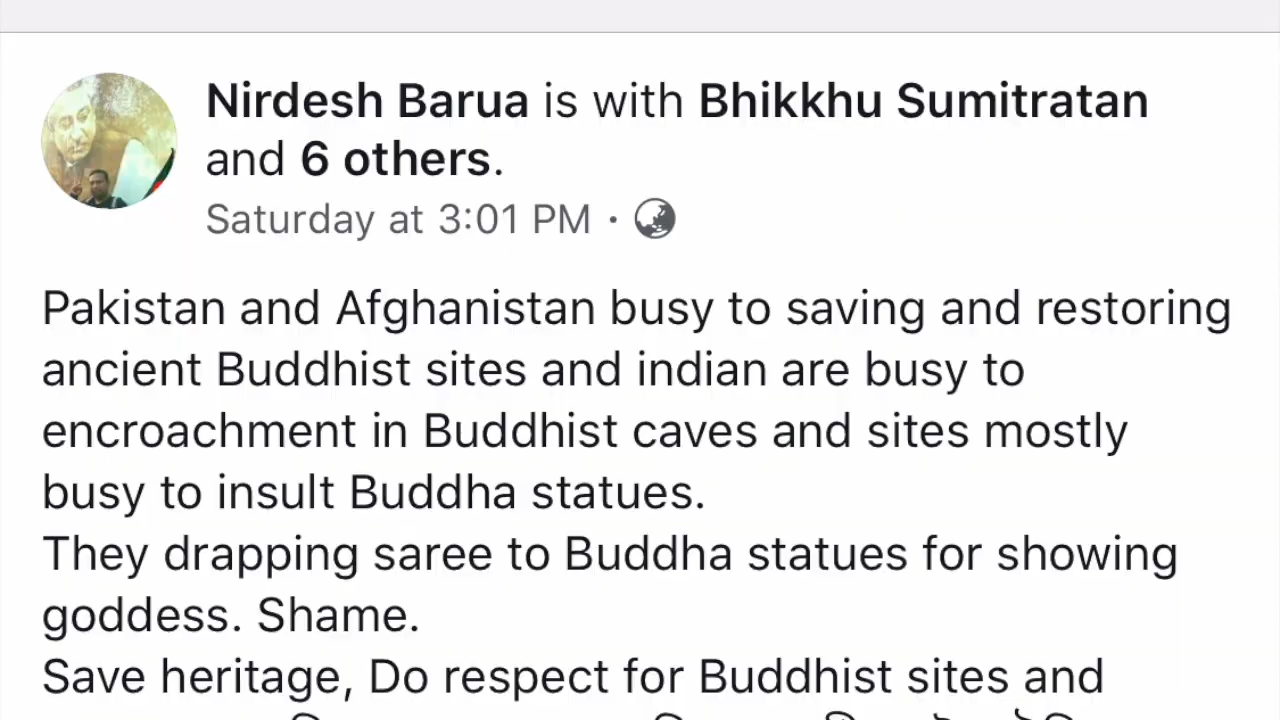 Nirdesh Barua is with Bhikkhu Sumitratan
and 6 others.
Saturday at 3:01 PM ·
Pakistan and Afghanistan busy to saving and restoring
ancient Buddhist sites and indian are busy to
encroachment in Buddhist caves and sites mostly
busy to insult Buddha statues.
They drapping saree to Buddha statues for showing
goddess. Shame.
Save heritage, Do respect for Buddhist sites and